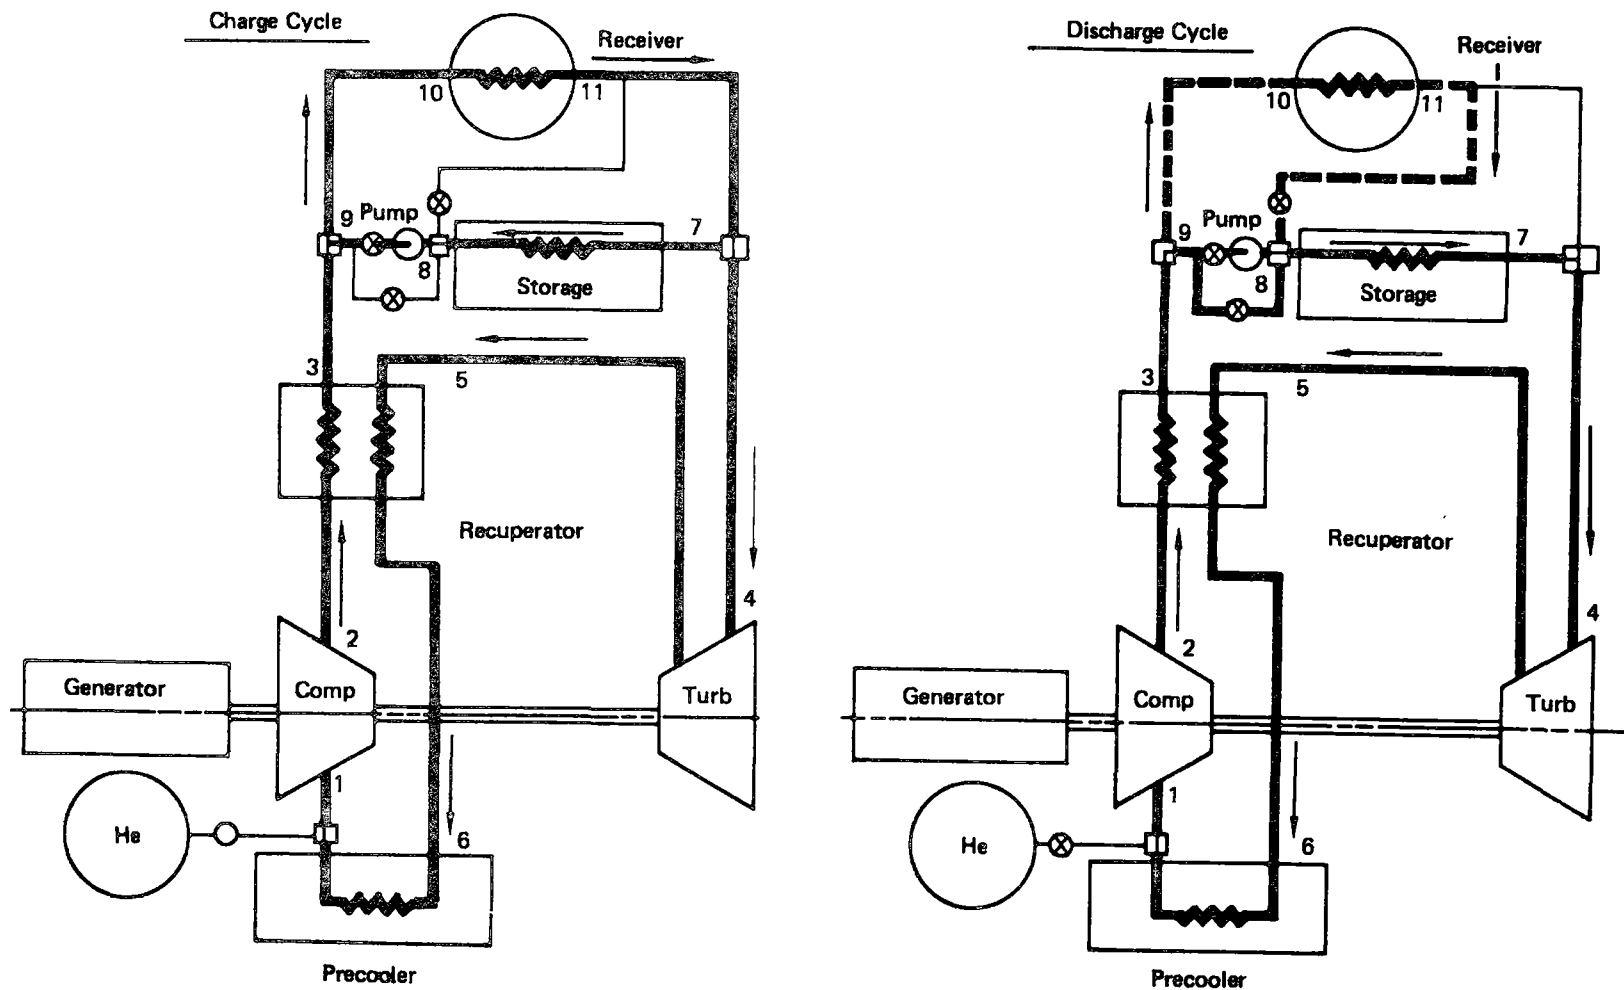 Charge Cycle
Receiver
10
11
9
Pump
7
8
Storage
3
5
Recuperator
4
2
Generator
Comp
Turb
1
He
6
Precooler
Discharge Cycle
Receiver
10
11
9
Pump
7
8
Storage
3
5
Recuperator
4
2
Generator
Comp
Turb
1
He
6
Precooler